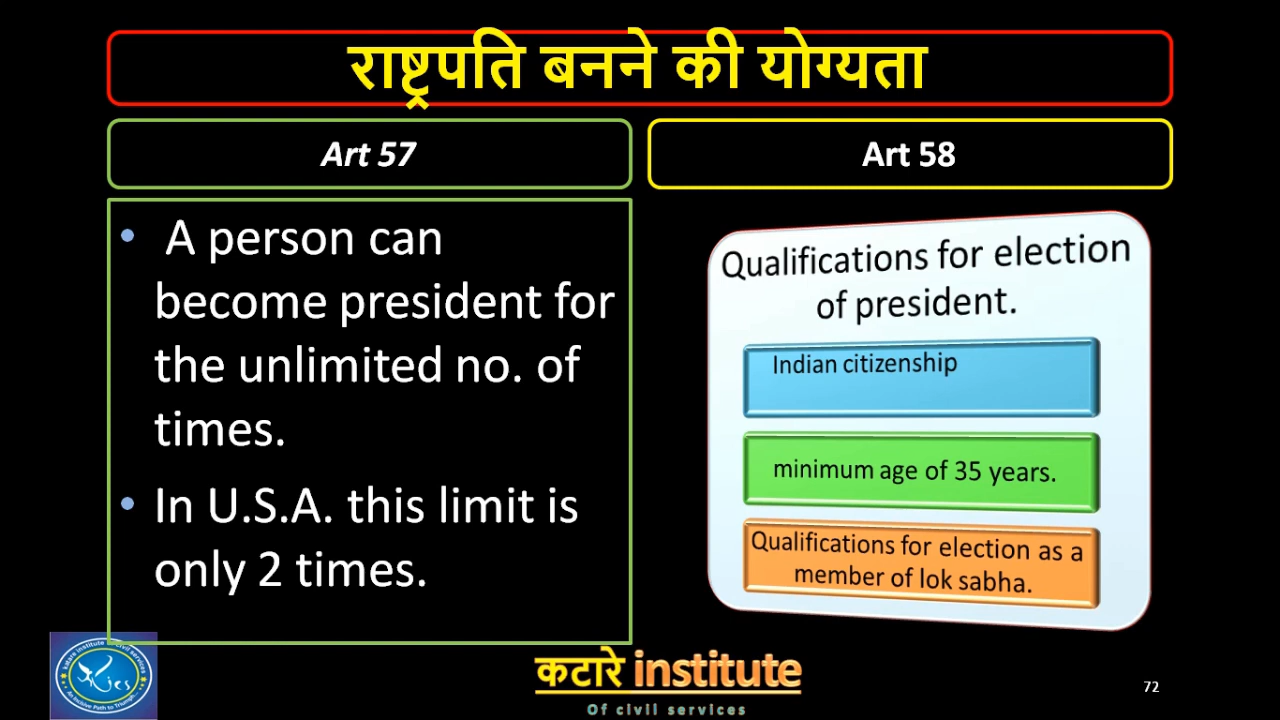 राष्ट्रपति बनने की योग्यता
Art 57
Art 58
• A person can
become president for
the unlimited no. of
times.
• In U.S.A. this limit is
only 2 times.
Qualifications for election
of president.
Indian citizenship
minimum age of 35 years.
Qualifications for election as a
member of lok sabha.
कटारे institute
Of civil services
72